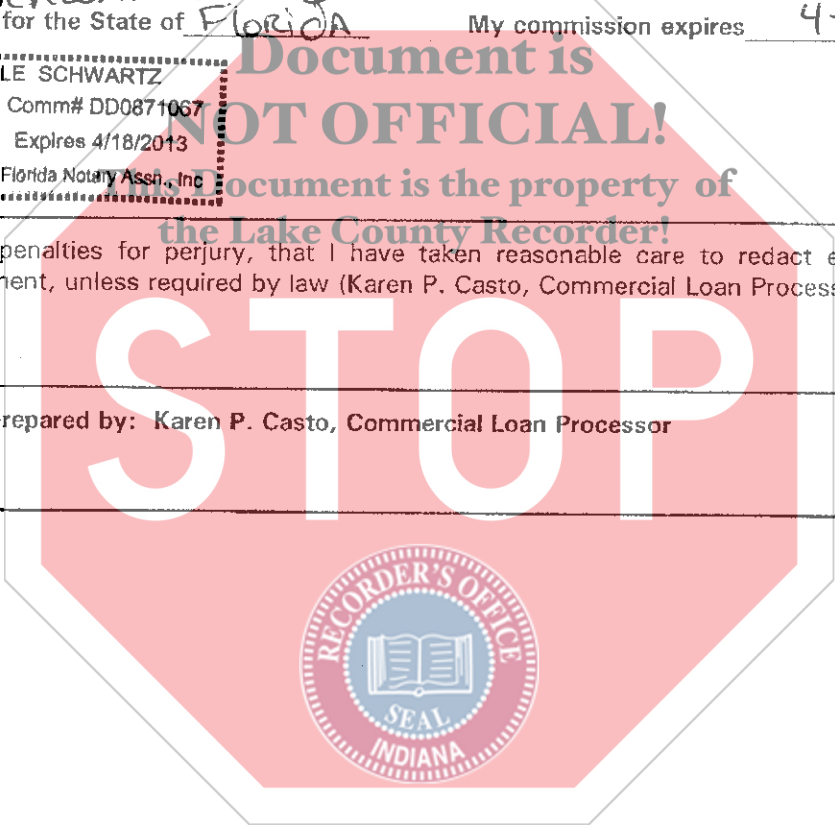 for the State of Florida My commission expires 4-
LE SCHWARTZ
Comm# DD0871067
Expires 4/18/2013
Florida Notary Assn., Inc
Document is
NOT OFFICIAL!
This Document is the property of
the Lake County Recorder!
penalties for perjury, that I have taken reasonable care to redact e
ment, unless required by law (Karen P. Casto, Commercial Loan Process
repared by: Karen P. Casto, Commercial Loan Processor
STOP
RECORDER'S OFFICE
SEAL
INDIANA